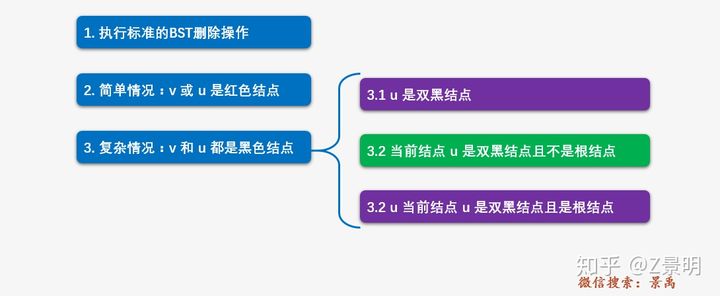 1. 执行标准的BST删除操作
2. 简单情况：v 或 u 是红色结点
3. 复杂情况：v 和 u 都是黑色结点
3.1 u 是双黑结点
3.2 当前结点 u 是双黑结点且不是根结点
3.2 u 当前结点 u 是双黑结点且是根结点
知乎 @Z景明
微信搜索：景禹